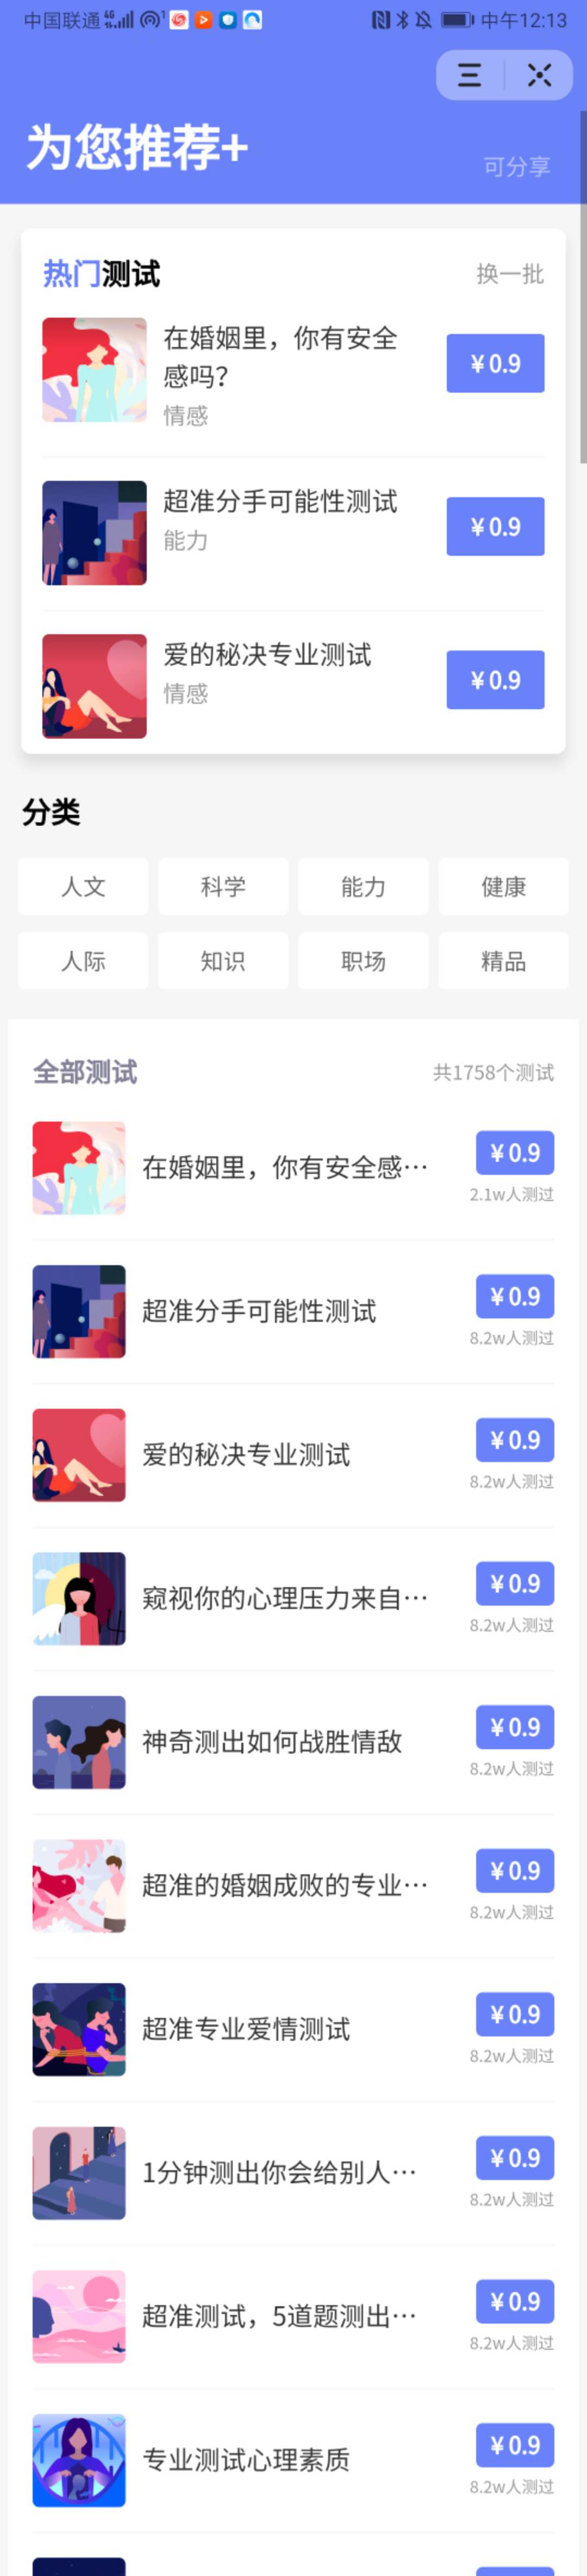 中国联通 4G 中午12:13
为您推荐+
可分享
热门测试
换一批
在婚姻里，你有安全
感吗？
情感
¥0.9
超准分手可能性测试
能力
¥0.9
爱的秘决专业测试
情感
¥0.9
分类
人文 科学 能力 健康
人际 知识 职场 精品
全部测试
共1758个测试
在婚姻里，你有安全感…
¥0.9
2.1w人测过
超准分手可能性测试
¥0.9
8.2w人测过
爱的秘决专业测试
¥0.9
8.2w人测过
窥视你的心理压力来自…
¥0.9
8.2w人测过
神奇测出如何战胜情敌
¥0.9
8.2w人测过
超准的婚姻成败的专业…
¥0.9
8.2w人测过
超准专业爱情测试
¥0.9
8.2w人测过
1分钟测出你会给别人…
¥0.9
8.2w人测过
超准测试，5道题测出…
¥0.9
8.2w人测过
专业测试心理素质
¥0.9
8.2w人测过